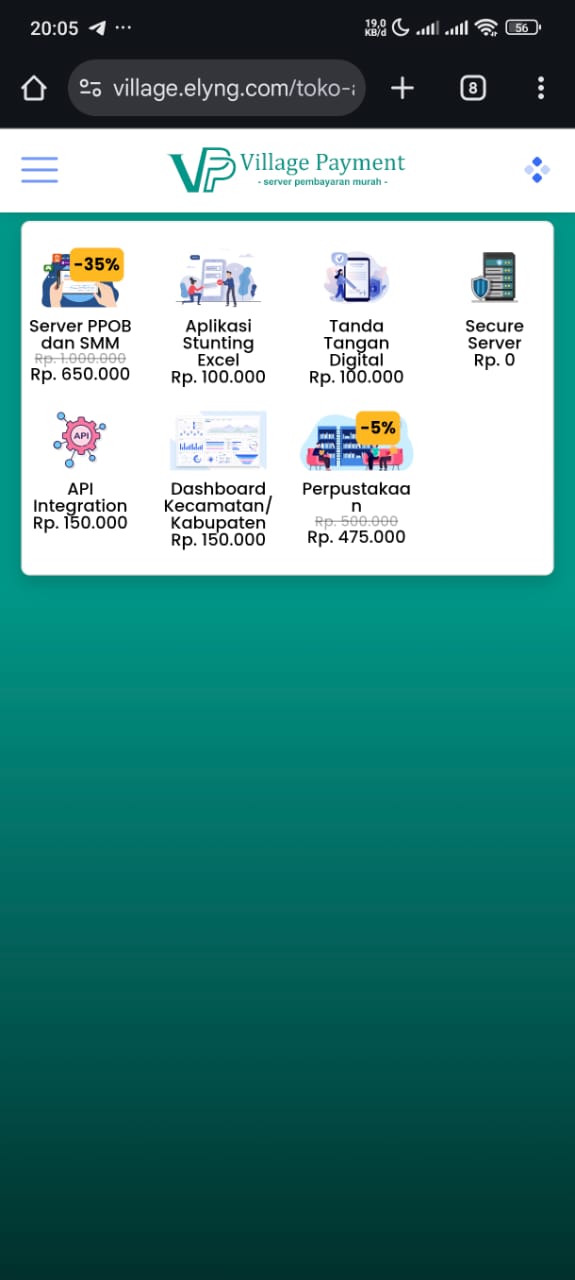 20:05
19,0
KB/d
56
village.elyng.com/toko-a
8
VP Village Payment
- server pembayaran murah -
-35%
Server PPOB
dan SMM
Rp. 1.000.000
Rp. 650.000
Aplikasi
Stunting
Excel
Rp. 100.000
Tanda
Tangan
Digital
Rp. 100.000
Secure
Server
Rp. 0
API
API
Integration
Rp. 150.000
Dashboard
Kecamatan/
Kabupaten
Rp. 150.000
-5%
Perpustakaa
n
Rp. 500.000
Rp. 475.000